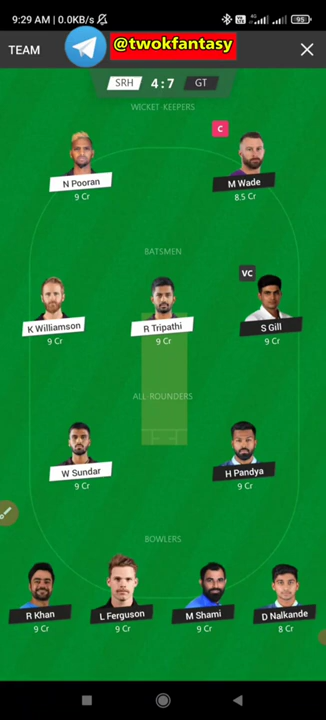 9:29 AM | 0.0KB/s
95
TEAM
@twokfantasy
SRH 4:7 GT
WICKET KEEPERS
C
N Pooran M Wade
9 Cr 8.5 Cr
BATSMEN
VC
K Williamson R Tripathi S Gill
9 Cr 9 Cr 9 Cr
ALL-ROUNDERS
W Sundar H Pandya
9 Cr 9 Cr
BOWLERS
R Khan L Ferguson M Shami D Nalkande
9 Cr 9 Cr 9 Cr 8 Cr